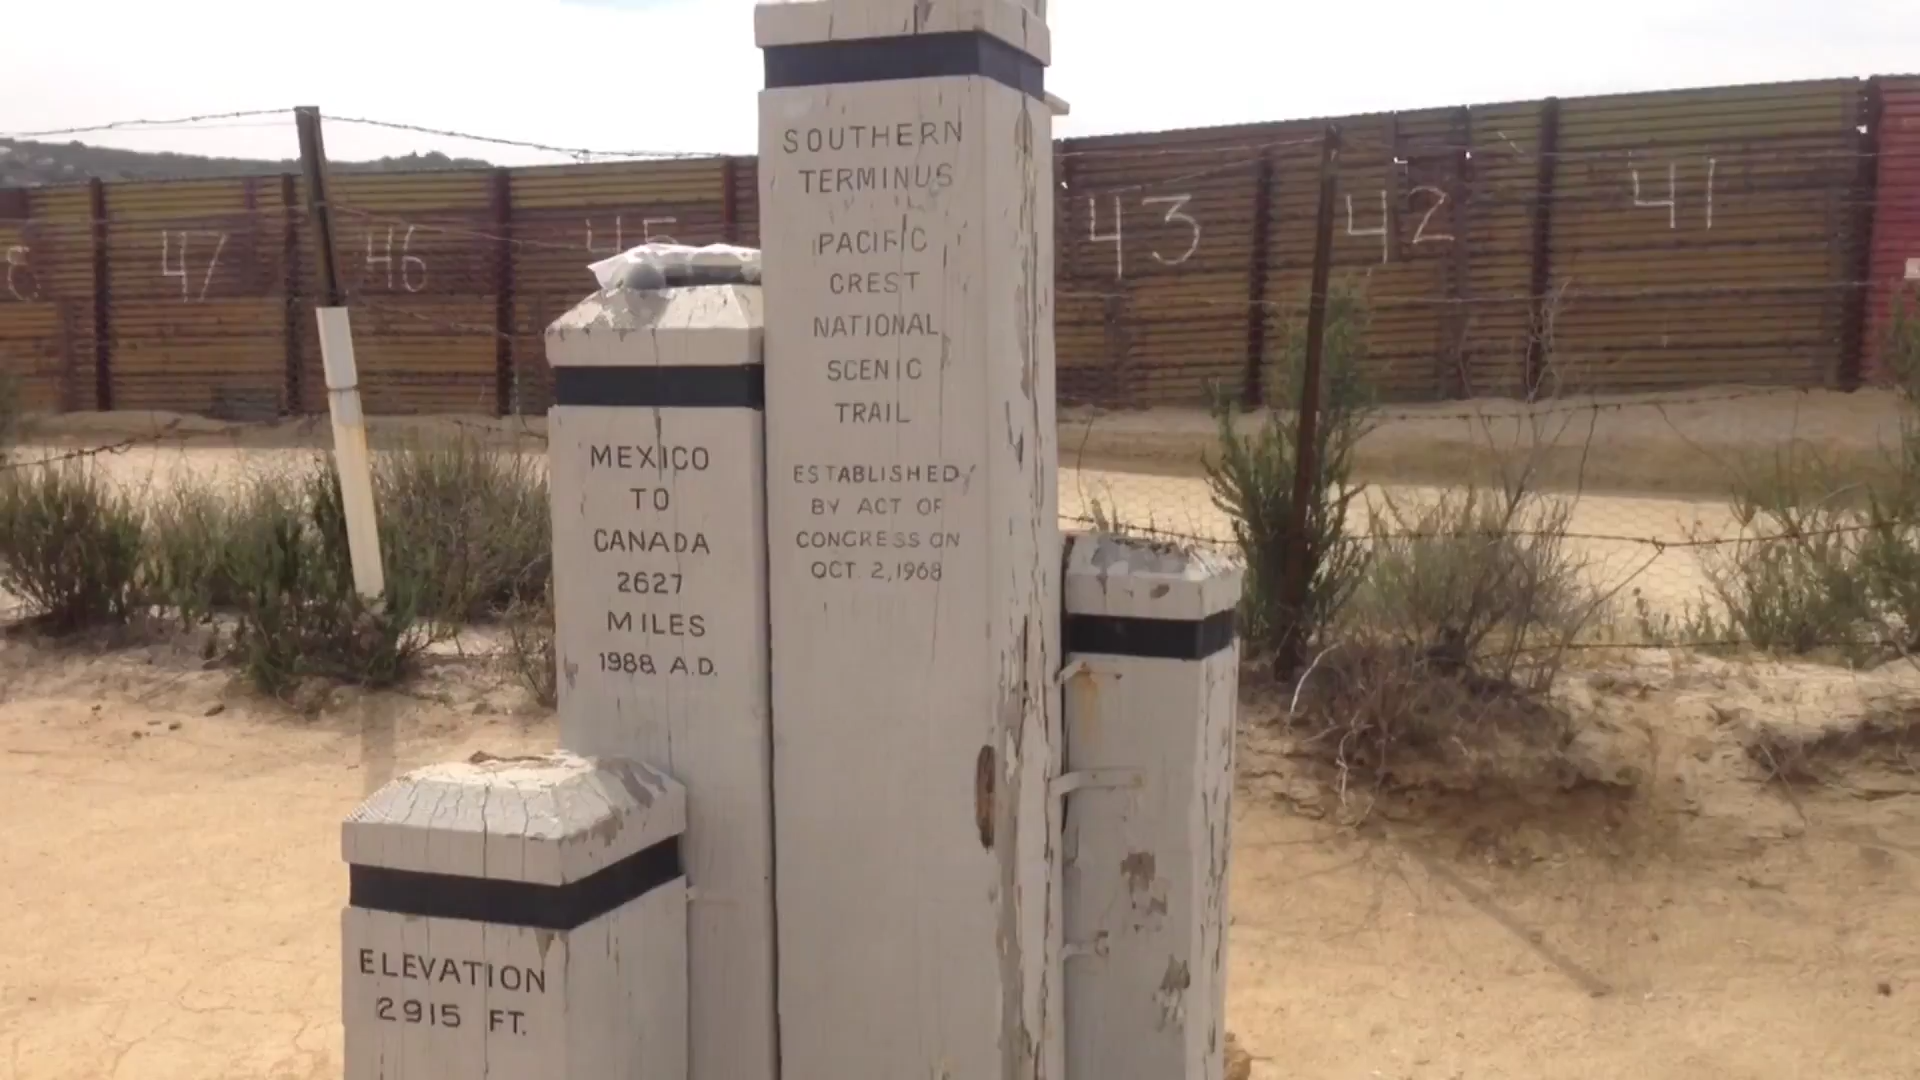 SOUTHERN
TERMINUS
PACIFIC
CREST
NATIONAL
SCENIC
TRAIL
ESTABLISHED
BY ACT OF
CONGRESS ON
OCT. 2, 1968
MEXICO
TO
CANADA
2627
MILES
1988 A.D.
ELEVATION
2915 FT.
47
46
45
43
42
41